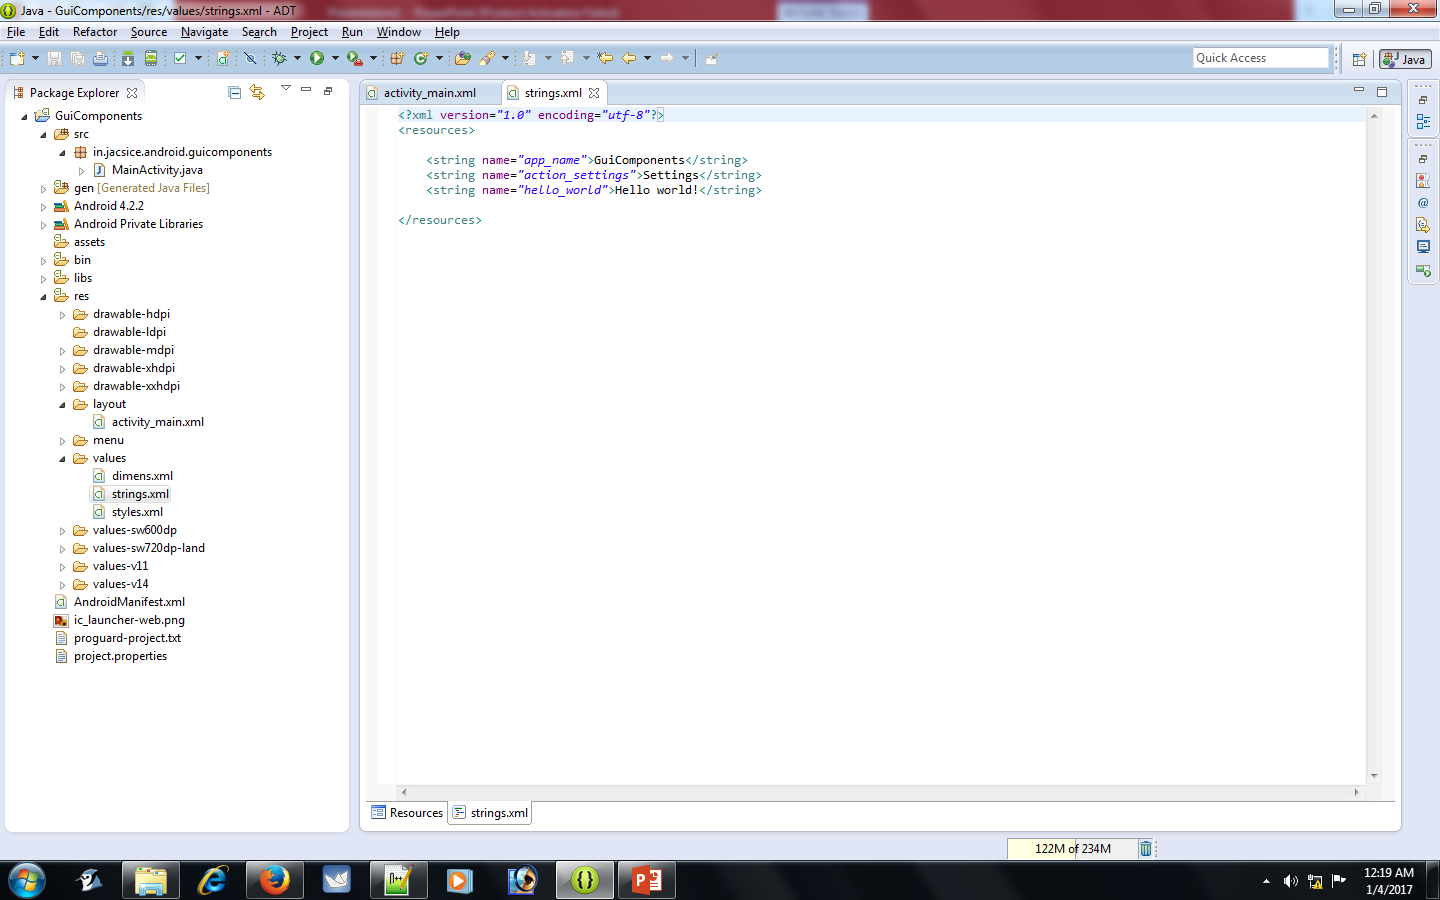 Java - GuiComponents/res/values/strings.xml - ADT
File Edit Refactor Source Navigate Search Project Run Window Help
Quick Access
Java
Package Explorer
activity_main.xml
strings.xml
GuiComponents
src
in.jacsice.android.guicomponents
MainActivity.java
gen [Generated Java Files]
Android 4.2.2
Android Private Libraries
assets
bin
libs
res
drawable-hdpi
drawable-ldpi
drawable-mdpi
drawable-xhdpi
drawable-xxhdpi
layout
activity_main.xml
menu
values
dimens.xml
strings.xml
styles.xml
values-sw600dp
values-sw720dp-land
values-v11
values-v14
AndroidManifest.xml
ic_launcher-web.png
proguard-project.txt
project.properties
<?xml version="1.0" encoding="utf-8"?>
<resources>
<string name="app_name">GuiComponents</string>
<string name="action_settings">Settings</string>
<string name="hello_world">Hello world!</string>
</resources>
Resources
strings.xml
122M of 234M
12:19 AM
1/4/2017